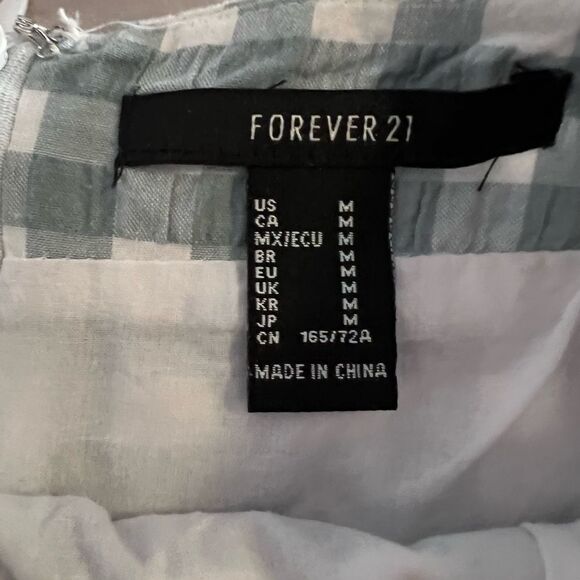 FOREVER 21
US M
CA M
MX/ECU M
BR M
EU M
UK M
KR M
JP M
CN 165/72A
MADE IN CHINA